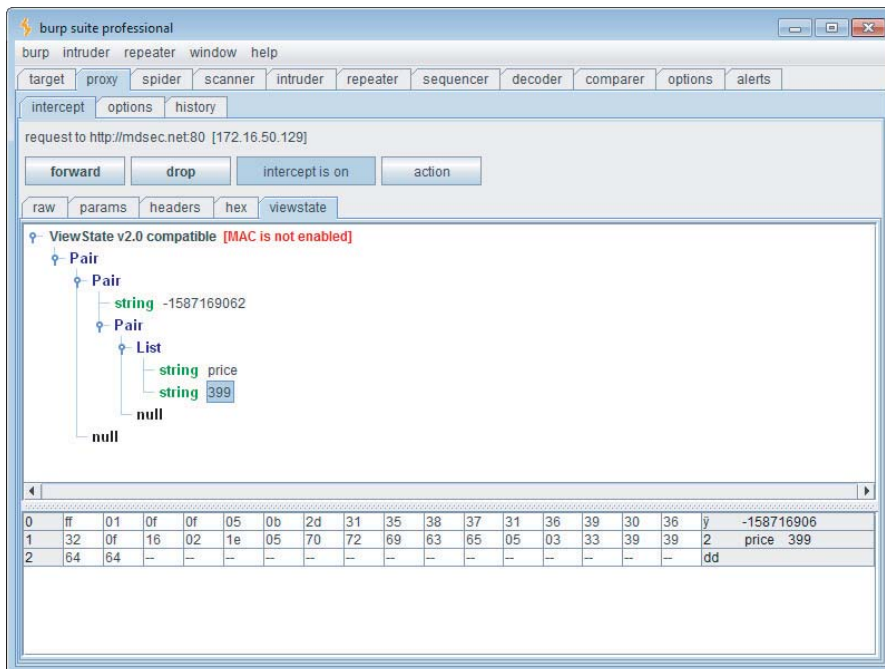 burp suite professional
burp intruder repeater window help
target proxy spider scanner intruder repeater sequencer decoder comparer options alerts
intercept options history
request to http://mdsec.net:80 [172.16.50.129]
forward drop intercept is on action
raw params headers hex viewstate
ViewState v2.0 compatible [MAC is not enabled]
Pair
Pair
string -1587169062
Pair
List
string price
string 399
null
null
0 ff 01 0f 0f 05 0b 2d 31 35 38 37 31 36 39 30 36 ÿ -158716906
1 32 0f 16 02 1e 05 70 72 69 63 65 05 03 33 39 39 2 price 399
2 64 64 -- -- -- -- -- -- -- -- -- -- -- -- -- -- dd